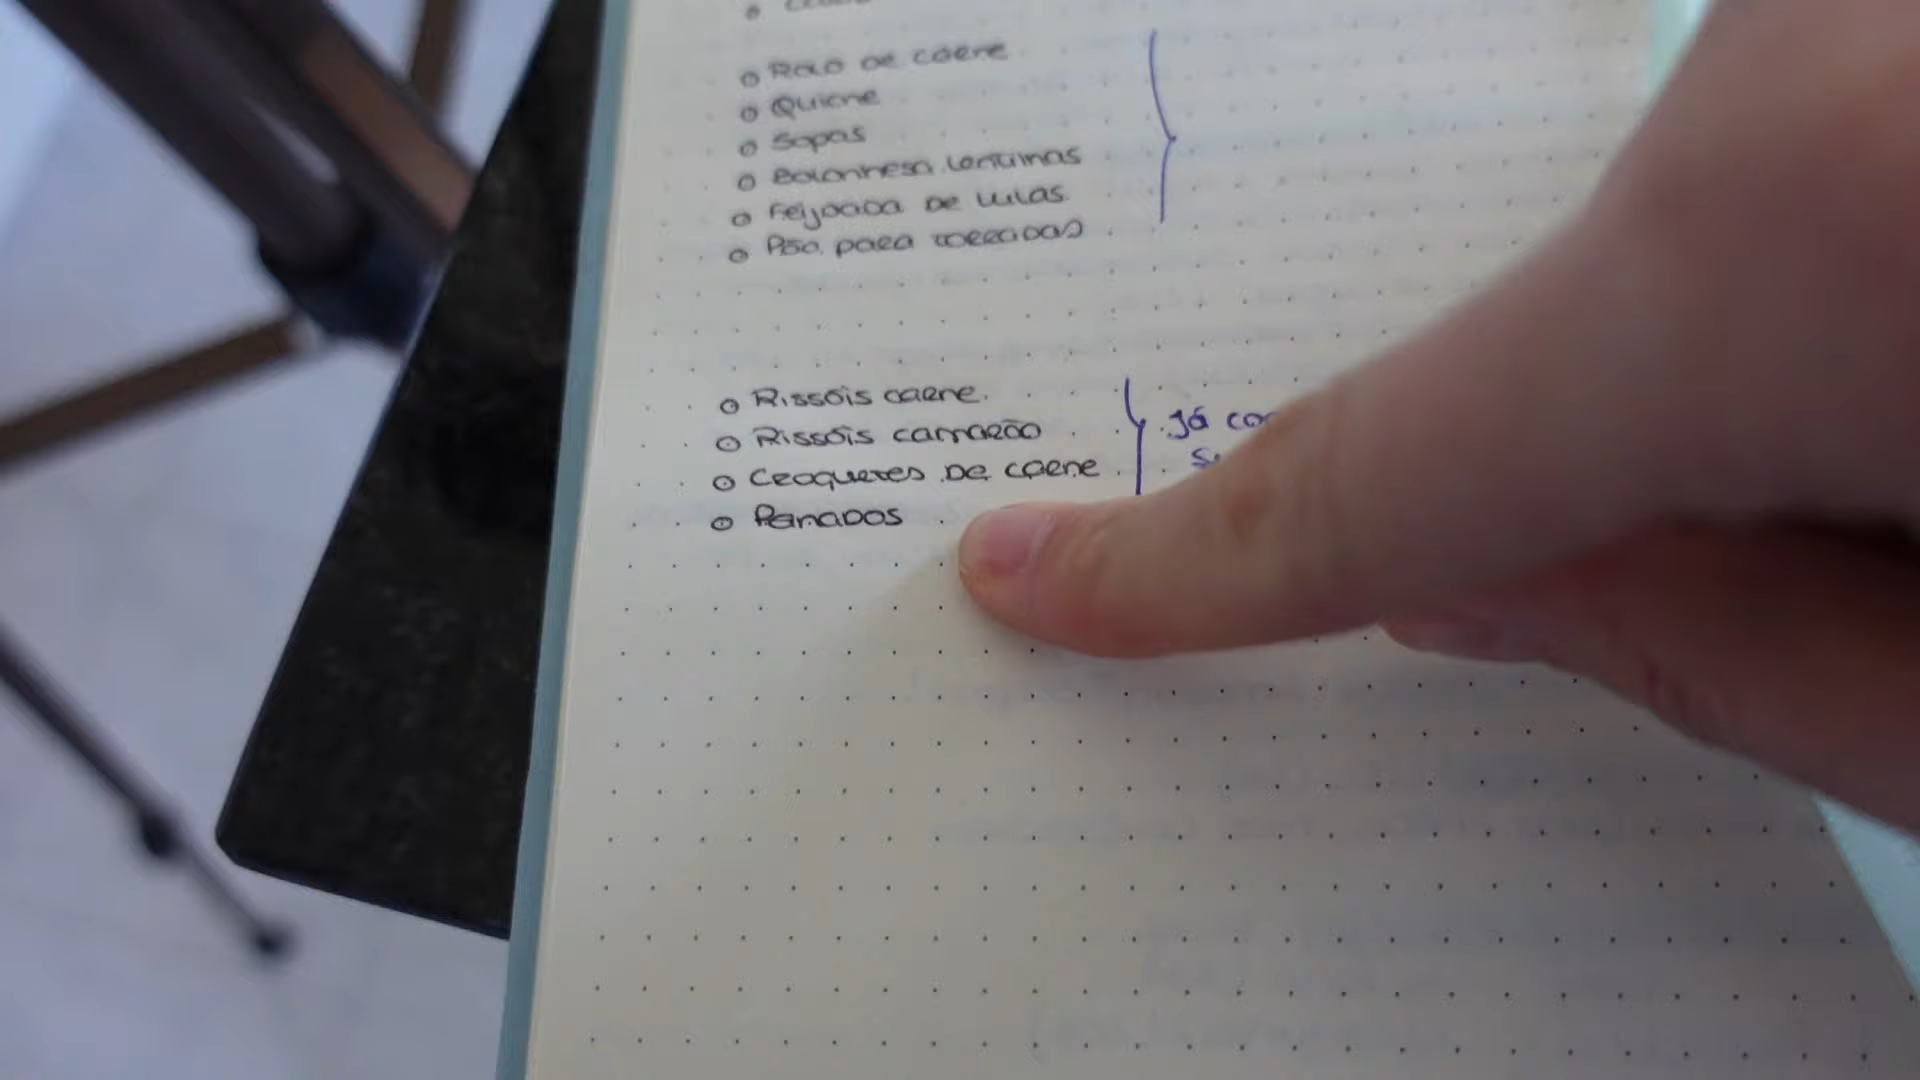 Rolo de carne
Quiche
Sopas
Bolonhesa lentilhas
Feijoada de lulas
Pão para torradas
Rissóis carne
Rissóis camarão
Já
Croquetes de carne
Panados